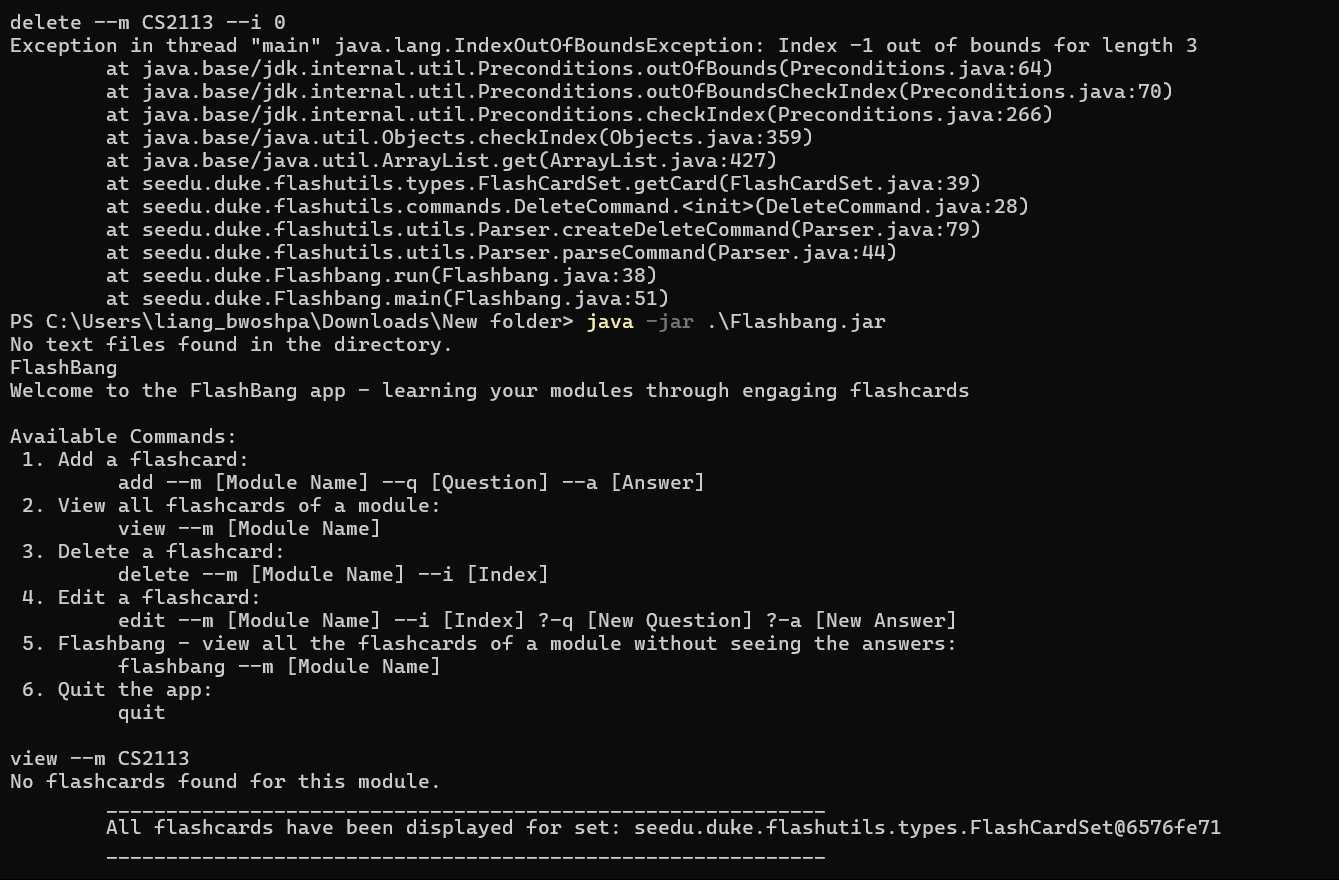 delete --m CS2113 --i 0
Exception in thread "main" java.lang.IndexOutOfBoundsException: Index -1 out of bounds for length 3
        at java.base/jdk.internal.util.Preconditions.outOfBounds(Preconditions.java:64)
        at java.base/jdk.internal.util.Preconditions.outOfBoundsCheckIndex(Preconditions.java:70)
        at java.base/jdk.internal.util.Preconditions.checkIndex(Preconditions.java:266)
        at java.base/java.util.Objects.checkIndex(Objects.java:359)
        at java.base/java.util.ArrayList.get(ArrayList.java:427)
        at seedu.duke.flashutils.types.FlashCardSet.getCard(FlashCardSet.java:39)
        at seedu.duke.flashutils.commands.DeleteCommand.<init>(DeleteCommand.java:28)
        at seedu.duke.flashutils.utils.Parser.createDeleteCommand(Parser.java:79)
        at seedu.duke.flashutils.utils.Parser.parseCommand(Parser.java:44)
        at seedu.duke.Flashbang.run(Flashbang.java:38)
        at seedu.duke.Flashbang.main(Flashbang.java:51)
PS C:\Users\liang_bwoshpa\Downloads\New folder> java -jar .\Flashbang.jar
No text files found in the directory.
FlashBang
Welcome to the FlashBang app - learning your modules through engaging flashcards

Available Commands:
 1. Add a flashcard:
         add --m [Module Name] --q [Question] --a [Answer]
 2. View all flashcards of a module:
         view --m [Module Name]
 3. Delete a flashcard:
         delete --m [Module Name] --i [Index]
 4. Edit a flashcard:
         edit --m [Module Name] --i [Index] ?-q [New Question] ?-a [New Answer]
 5. Flashbang - view all the flashcards of a module without seeing the answers:
         flashbang --m [Module Name]
 6. Quit the app:
         quit

view --m CS2113
No flashcards found for this module.
        ____________________________________________________________
        All flashcards have been displayed for set: seedu.duke.flashutils.types.FlashCardSet@6576fe71
        ____________________________________________________________